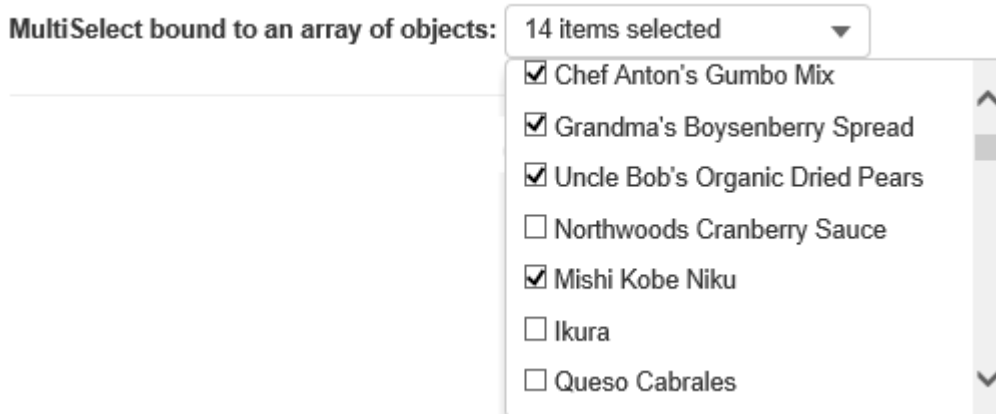 MultiSelect bound to an array of objects: 14 items selected
Chef Anton's Gumbo Mix
Grandma's Boysenberry Spread
Uncle Bob's Organic Dried Pears
Northwoods Cranberry Sauce
Mishi Kobe Niku
Ikura
Queso Cabrales